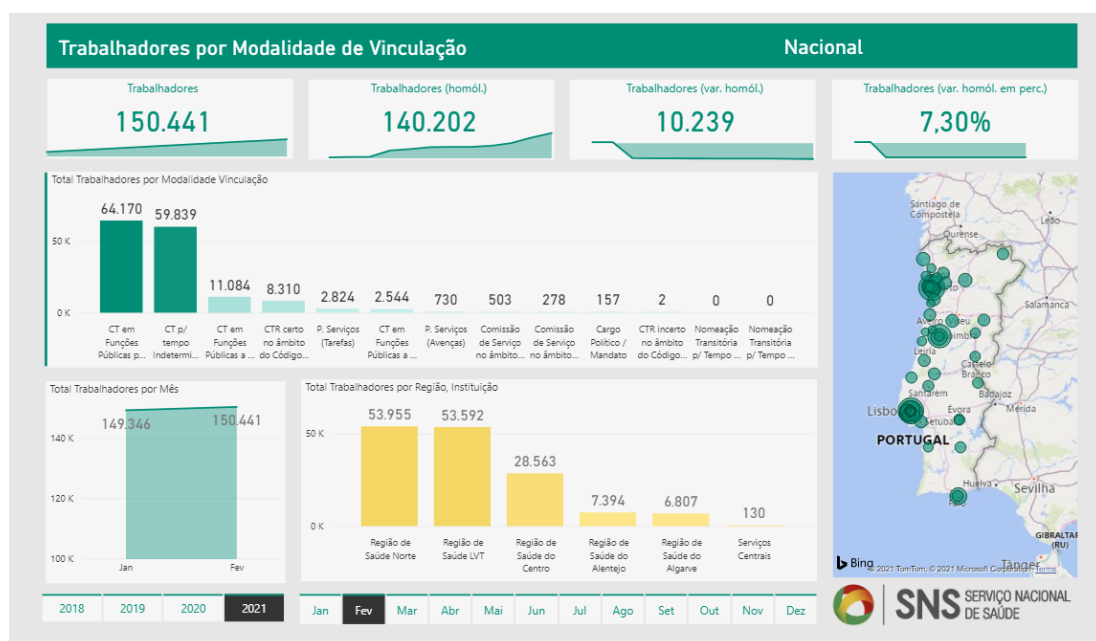 Trabalhadores por Modalidade de Vinculação
Nacional
Trabalhadores
150.441
Trabalhadores (homól.)
140.202
Trabalhadores (var. homól.)
10.239
Trabalhadores (var. homól. em perc.)
7,30%
Total Trabalhadores por Modalidade Vinculação
50 K
0 K
64.170
59.839
11.084
8.310
2.824
2.544
730
503
278
157
2
0
0
CT em
Funções
Públicas p...
CT p/
tempo
Indetermi...
CT em
Funções
Públicas a ...
CTR certo
no âmbito
do Código...
P. Serviços
(Tarefas)
CT em
Funções
Públicas a ...
P. Serviços
(Avenças)
Comissão
de Serviço
no âmbito...
Comissão
de Serviço
no âmbito...
Cargo
Político /
Mandato
CTR incerto
no âmbito
do Código...
Nomeação
Transitória
p/ Tempo ...
Nomeação
Transitória
p/ Tempo ...
Total Trabalhadores por Mês
149.346
150.441
140 K
120 K
100 K
Jan
Fev
Total Trabalhadores por Região, Instituição
50 K
0 K
53.955
53.592
28.563
7.394
6.807
130
Região de
Saúde Norte
Região de
Saúde LVT
Região de
Saúde do
Centro
Região de
Saúde do
Alentejo
Região de
Saúde do
Algarve
Serviços
Centrais
Santiago de
Compostela
Leão
Ourense
Salamanca
Aveiro
Viseu
Leiria
Castelo
Branco
Santarém
Badajoz
Lisbo
Évora
Mérida
Setúbal
PORTUGAL
Huelva
Sevilha
Faro
GIBRALTAR
(RU)
Tânger
Bing
© 2021 TomTom, © 2021 Microsoft Corporation Terms
2018
2019
2020
2021
Jan
Fev
Mar
Abr
Mai
Jun
Jul
Ago
Set
Out
Nov
Dez
SNS SERVIÇO NACIONAL
DE SAÚDE